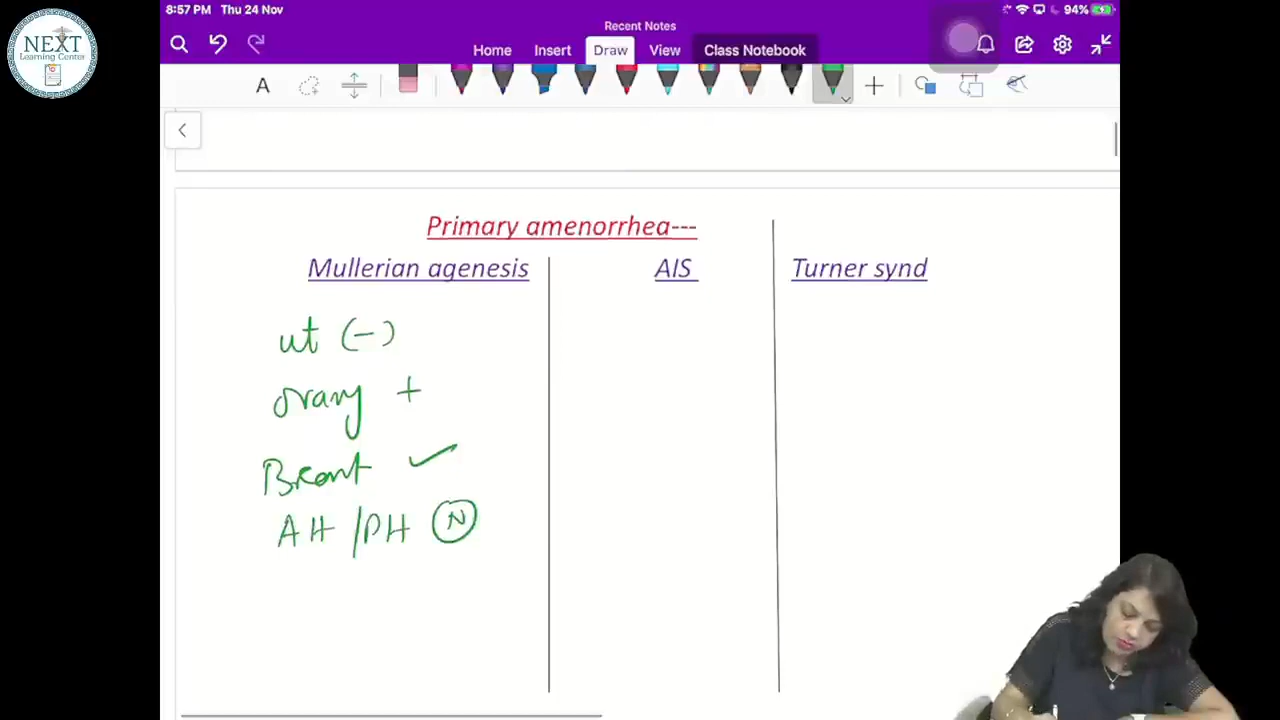 8:57 PM Thu 24 Nov
94%
Recent Notes
Home Insert Draw View Class Notebook
NEXT
Learning Center
A
Primary amenorrhea---
Mullerian agenesis AIS Turner synd
ut (-)
Ovary +
Breast ✓
AH /PH N